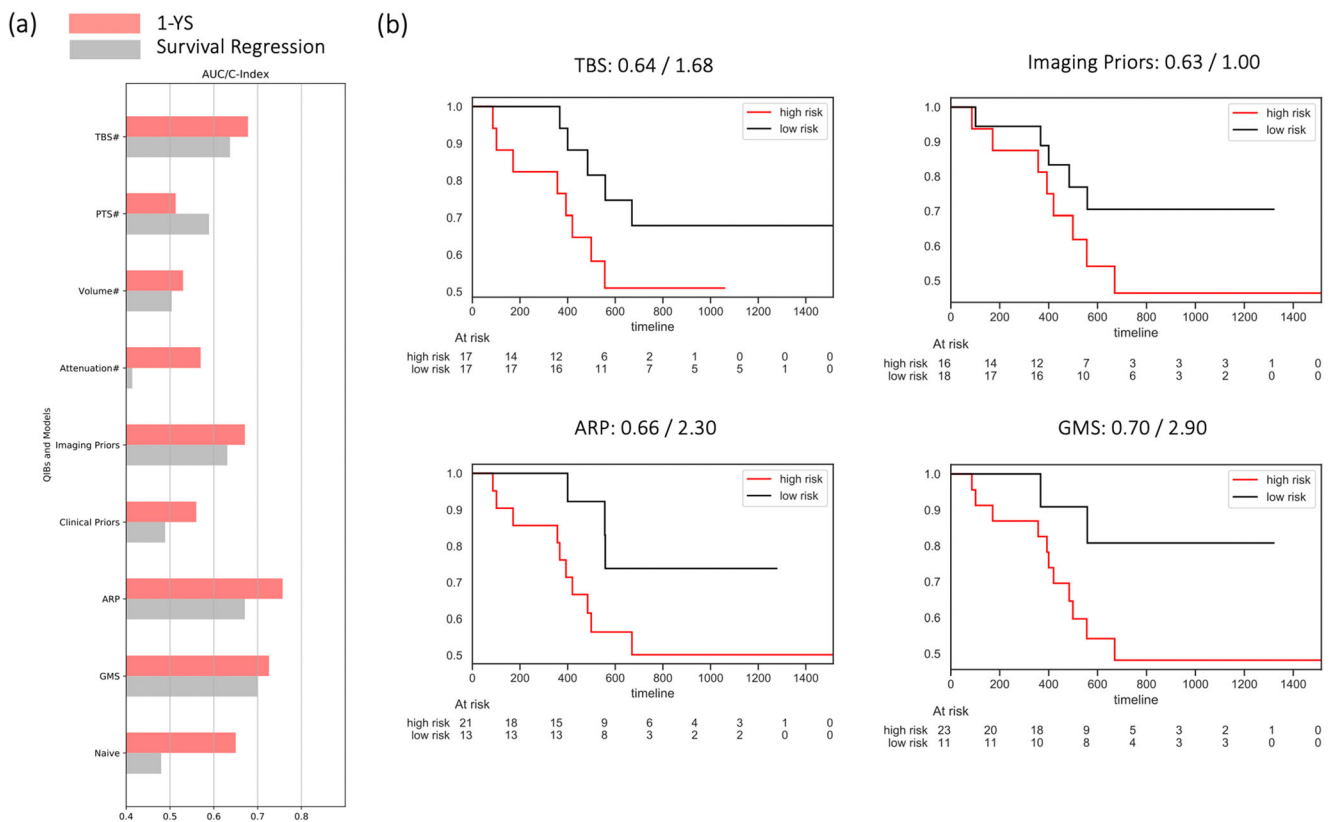 (a)
1-YS
Survival Regression
AUC/C-Index
TBS#
PTS#
Volume#
Attenuation#
Imaging Priors
Clinical Priors
ARP
GMS
Naive
QIBs and Models
0.4 0.5 0.6 0.7 0.8
(b)
TBS: 0.64 / 1.68
high risk
low risk
1.0
0.9
0.8
0.7
0.6
0.5
0 200 400 600 800 1000 1200 1400
timeline
At risk
high risk 17 14 12 6 2 1 0 0 0
low risk 17 17 16 11 7 5 5 1 0
Imaging Priors: 0.63 / 1.00
high risk
low risk
1.0
0.9
0.8
0.7
0.6
0.5
0 200 400 600 800 1000 1200 1400
timeline
At risk
high risk 16 14 12 7 3 3 3 1 0
low risk 18 17 16 10 6 3 2 0 0
ARP: 0.66 / 2.30
high risk
low risk
1.0
0.9
0.8
0.7
0.6
0.5
0 200 400 600 800 1000 1200 1400
timeline
At risk
high risk 21 18 15 9 6 4 3 1 0
low risk 13 13 13 8 3 2 2 0 0
GMS: 0.70 / 2.90
high risk
low risk
1.0
0.9
0.8
0.7
0.6
0.5
0 200 400 600 800 1000 1200 1400
timeline
At risk
high risk 23 20 18 9 5 3 2 1 0
low risk 11 11 10 8 4 3 3 0 0